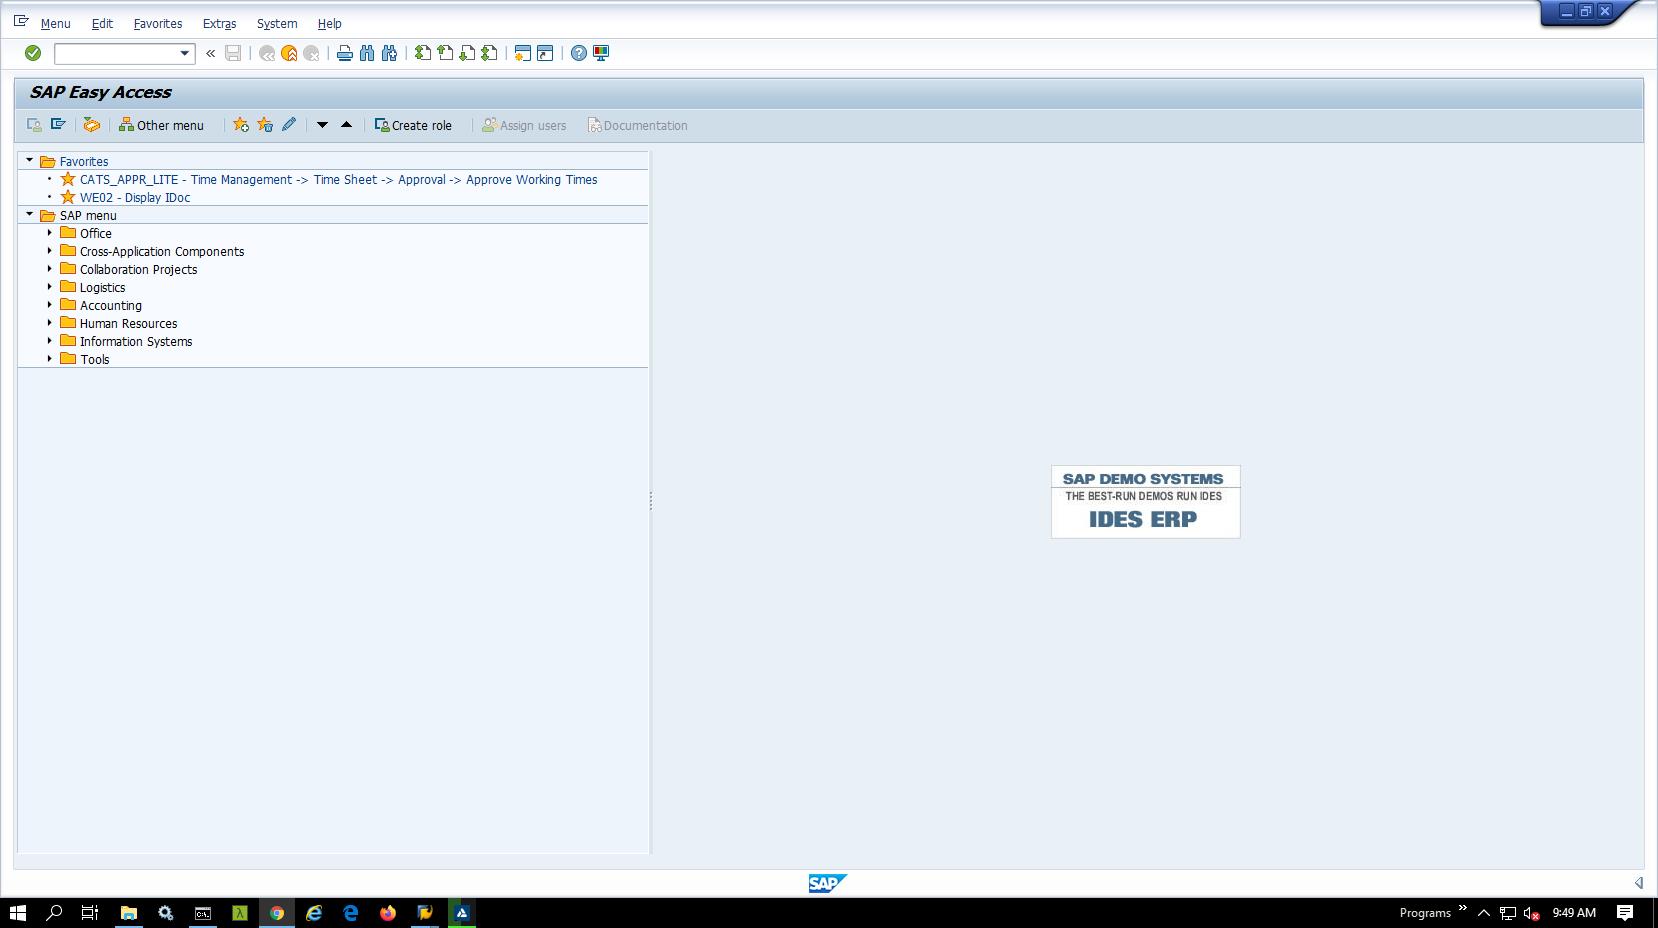 Menu Edit Favorites Extras System Help
SAP Easy Access
Other menu Create role Assign users Documentation
Favorites
CATS_APPR_LITE - Time Management -> Time Sheet -> Approval -> Approve Working Times
WE02 - Display IDoc
SAP menu
Office
Cross-Application Components
Collaboration Projects
Logistics
Accounting
Human Resources
Information Systems
Tools
SAP DEMO SYSTEMS
THE BEST-RUN DEMOS RUN IDES
IDES ERP
SAP
Programs 9:49 AM